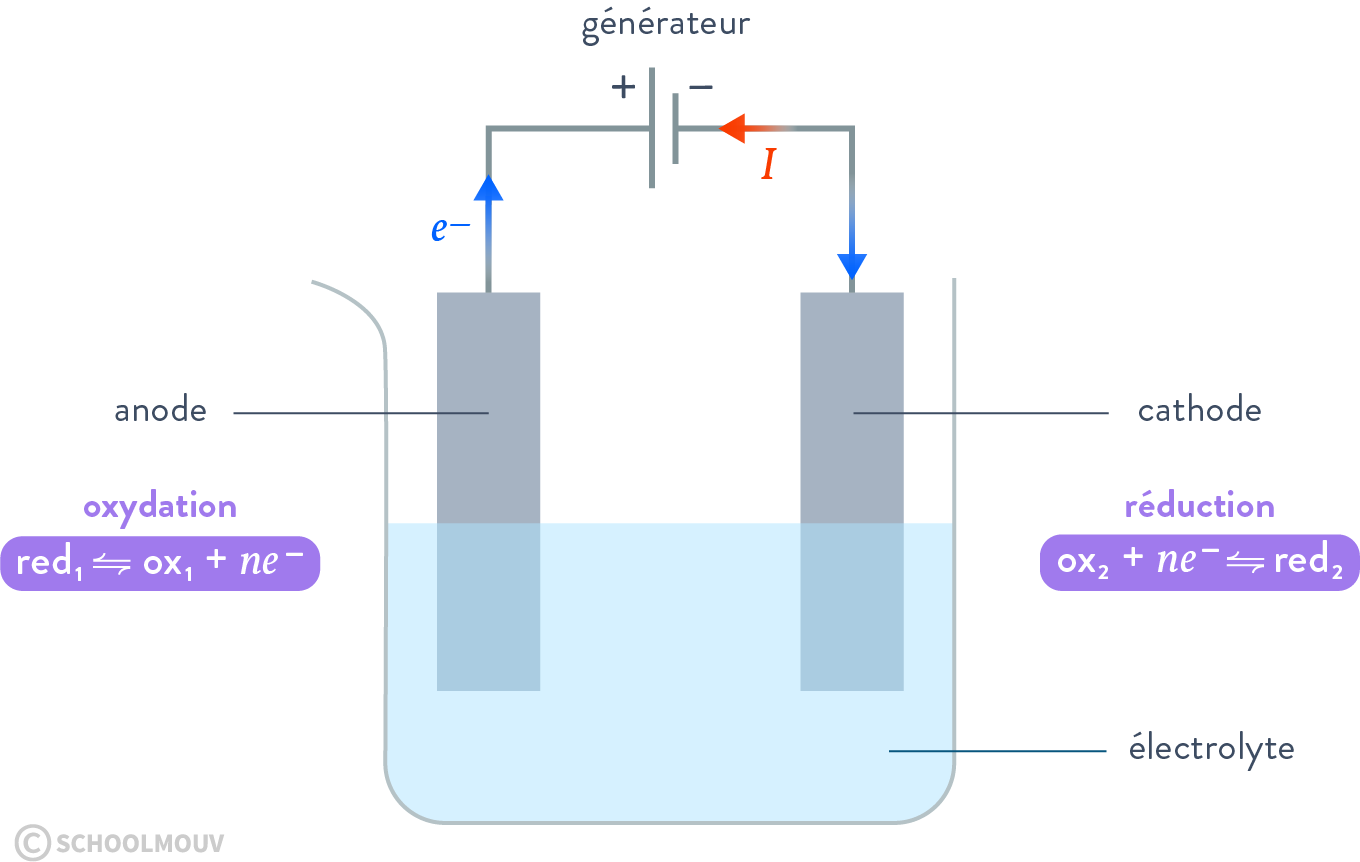 générateur
+ −
I
e−
anode
cathode
oxydation
red₁ ⇋ ox₁ + ne⁻
réduction
ox₂ + ne⁻ ⇋ red₂
électrolyte
© SCHOOLMOUV